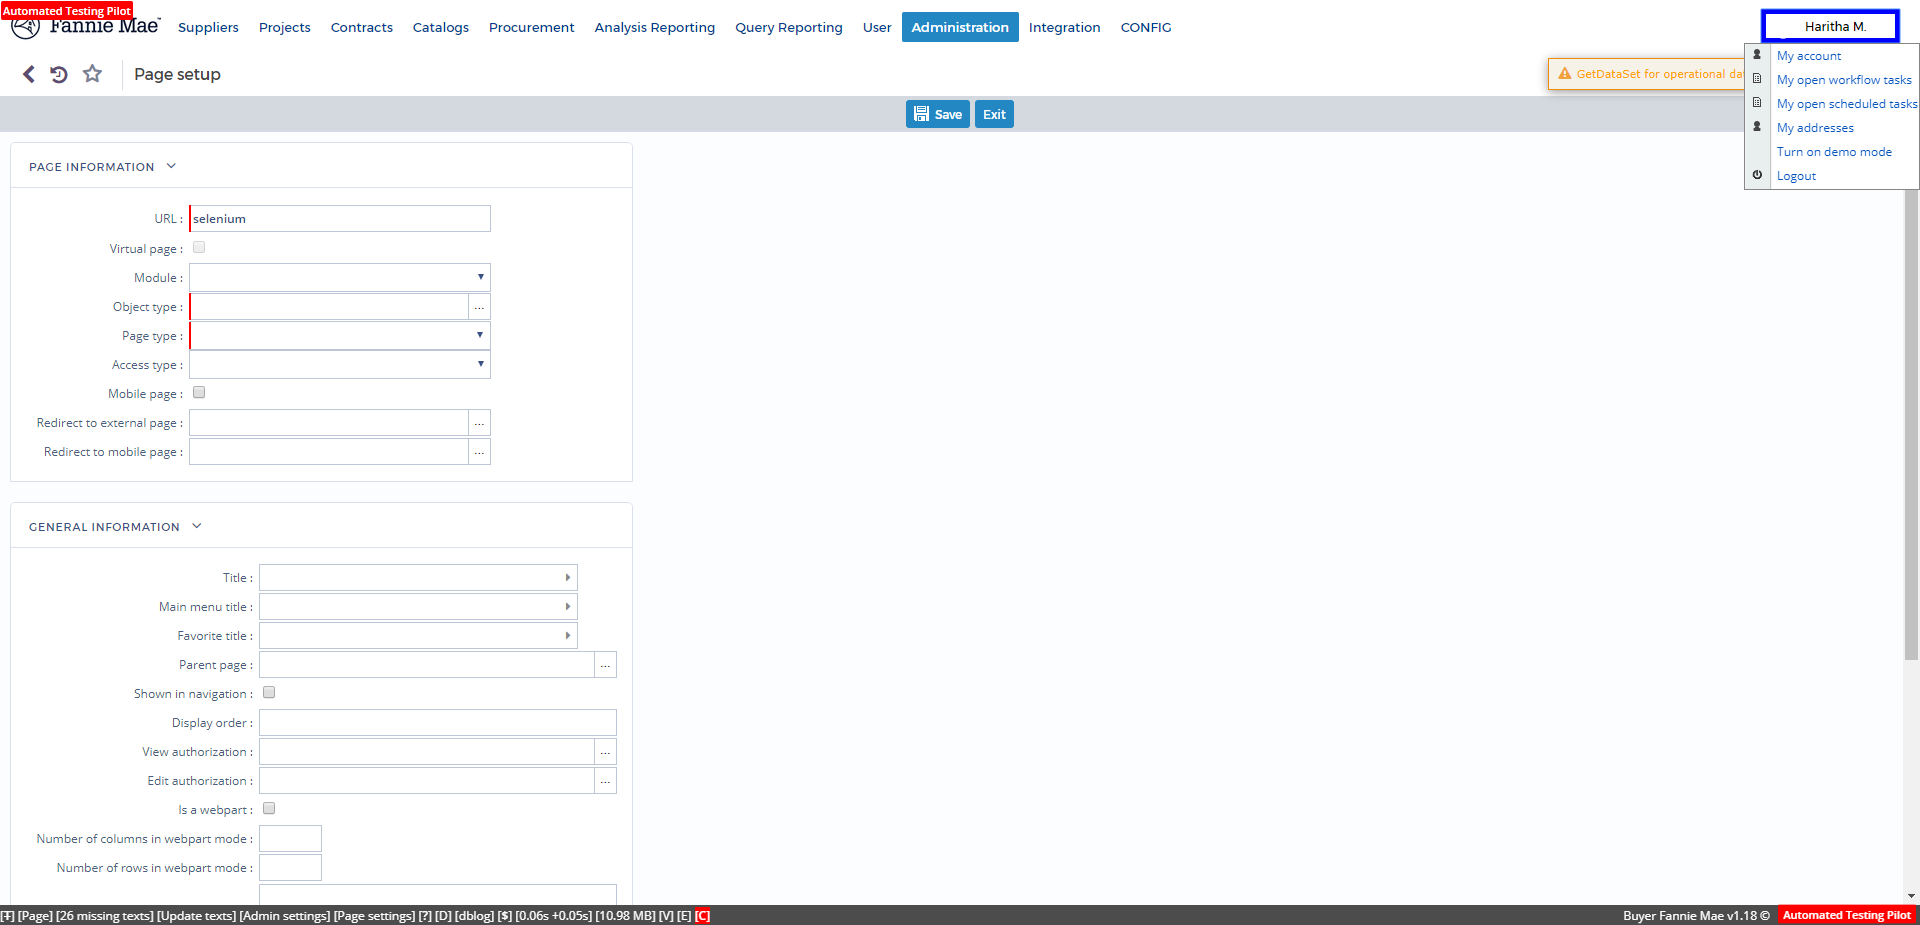 Automated Testing Pilot
Fannie Mae
Suppliers Projects Contracts Catalogs Procurement Analysis Reporting Query Reporting User Administration Integration CONFIG
Haritha M.
Page setup
GetDataSet for operational da
My account
My open workflow tasks
My open scheduled tasks
My addresses
Turn on demo mode
Logout
Save Exit
PAGE INFORMATION
URL : selenium
Virtual page :
Module :
Object type : ...
Page type :
Access type :
Mobile page :
Redirect to external page : ...
Redirect to mobile page : ...
GENERAL INFORMATION
Title :
Main menu title :
Favorite title :
Parent page : ...
Shown in navigation :
Display order :
View authorization : ...
Edit authorization : ...
Is a webpart :
Number of columns in webpart mode :
Number of rows in webpart mode :
[T] [Page] [26 missing texts] [Update texts] [Admin settings] [Page settings] [?] [D] [dblog] [$] [0.06s +0.05s] [10.98 MB] [V] [E] [C]
Buyer Fannie Mae v1.18 © Automated Testing Pilot